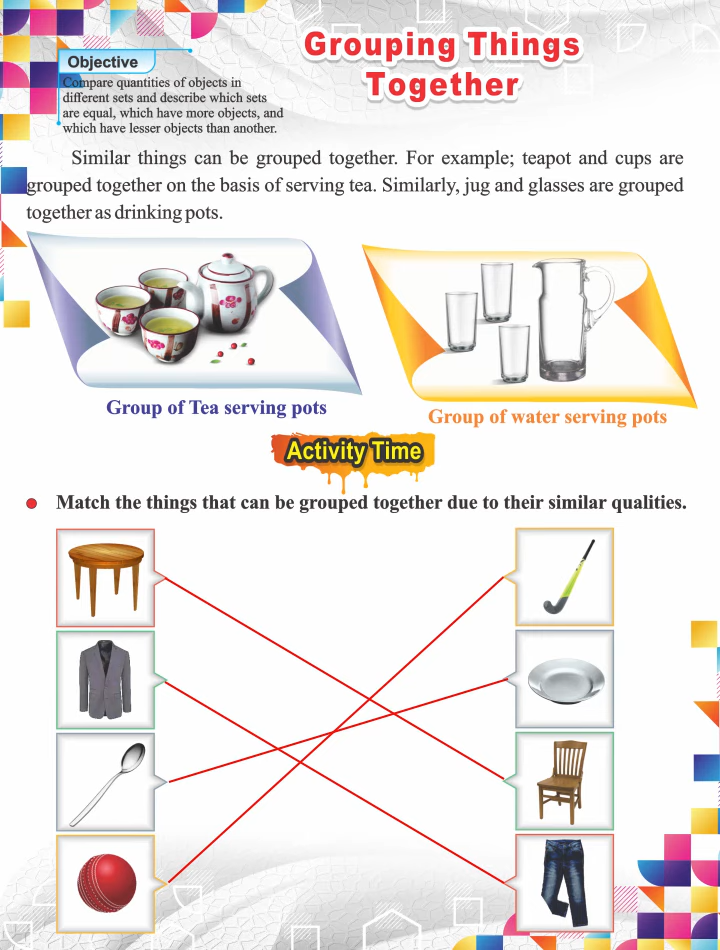 Grouping Things
Together
Objective
Compare quantities of objects in
different sets and describe which sets
are equal, which have more objects, and
which have lesser objects than another.
Similar things can be grouped together. For example; teapot and cups are
grouped together on the basis of serving tea. Similarly, jug and glasses are grouped
together as drinking pots.
Group of Tea serving pots
Group of water serving pots
Activity Time
Match the things that can be grouped together due to their similar qualities.